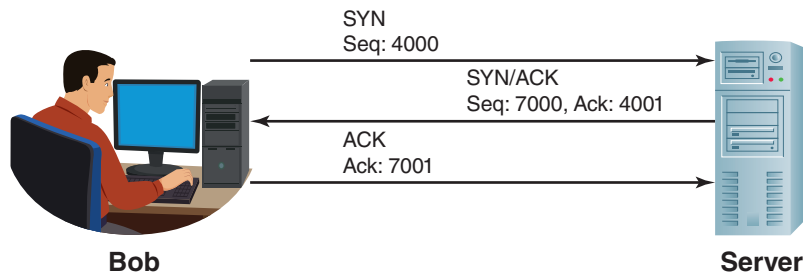 SYN
Seq: 4000
SYN/ACK
Seq: 7000, Ack: 4001
ACK
Ack: 7001
Bob
Server